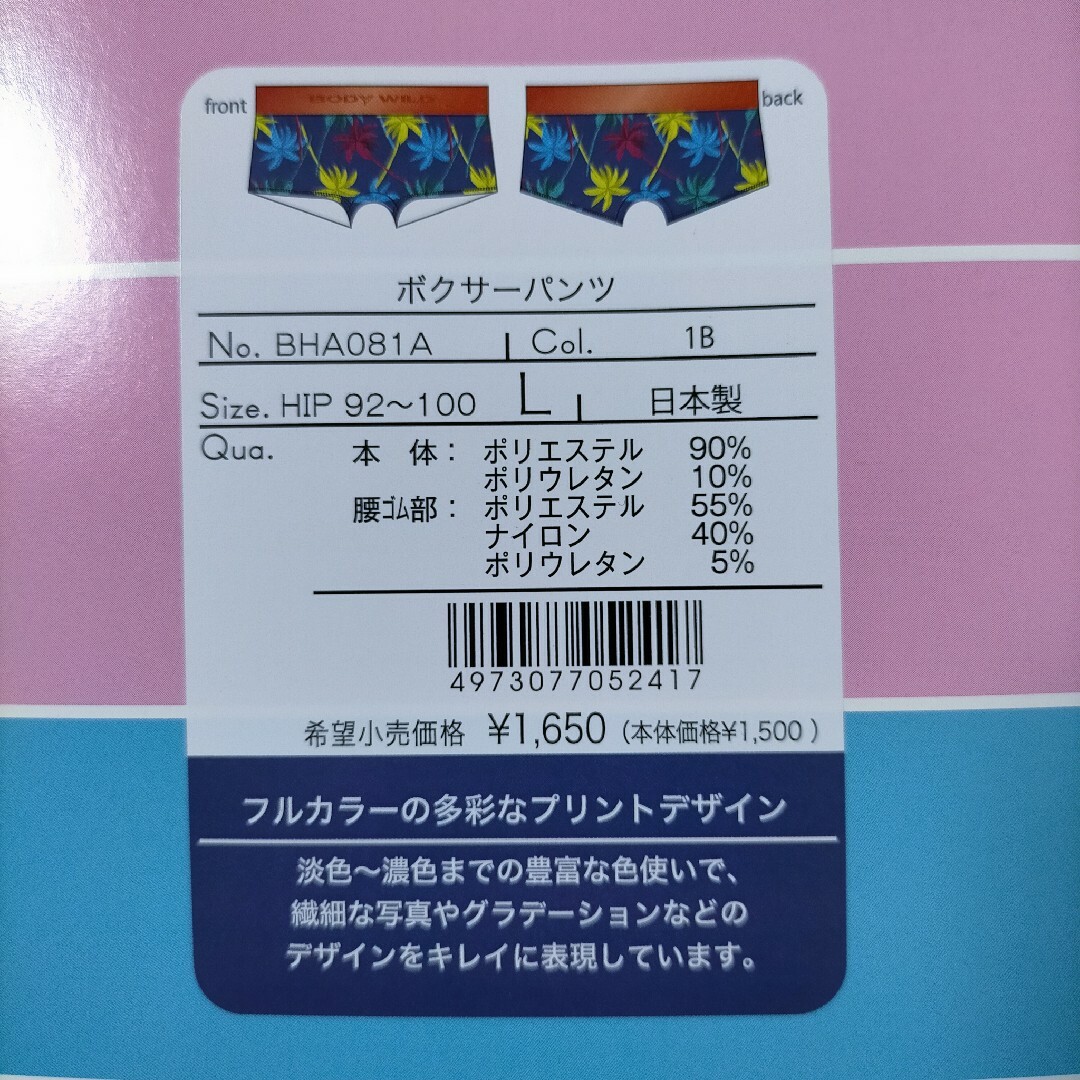 front
BODY WILD
back
ボクサーパンツ
No. BHA081A Col. 1B
Size. HIP 92〜100 L 日本製
Qua. 本 体： ポリエステル 90%
ポリウレタン 10%
腰ゴム部： ポリエステル 55%
ナイロン 40%
ポリウレタン 5%
4973077052417
希望小売価格 ¥1,650（本体価格¥1,500）
フルカラーの多彩なプリントデザイン
淡色〜濃色までの豊富な色使いで、
繊細な写真やグラデーションなどの
デザインをキレイに表現しています。